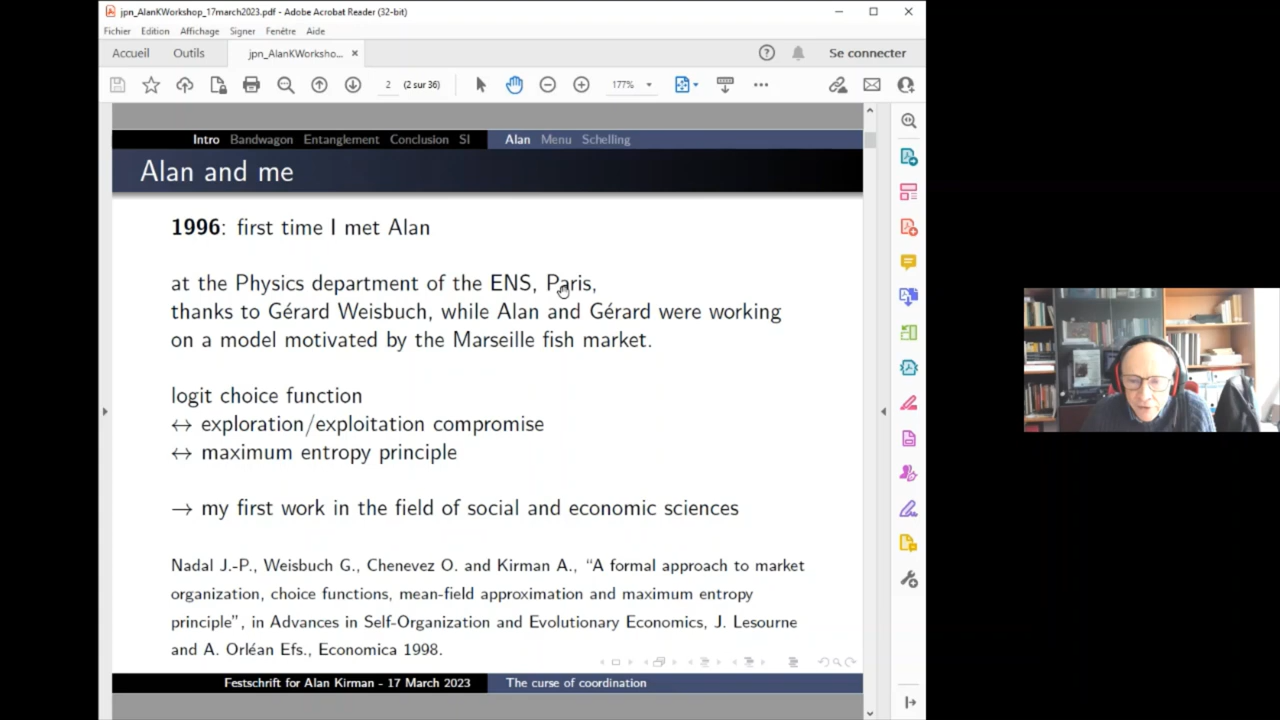 jpn_AlanKWorkshop_17march2023.pdf - Adobe Acrobat Reader (32-bit)
Fichier Edition Affichage Signer Fenêtre Aide
Accueil Outils jpn_AlanKWorksho... Se connecter
2 (2 sur 36) 177%
Intro Bandwagon Entanglement Conclusion SI Alan Menu Schelling
Alan and me
1996: first time I met Alan
at the Physics department of the ENS, Paris,
thanks to Gérard Weisbuch, while Alan and Gérard were working
on a model motivated by the Marseille fish market.
logit choice function
↔ exploration/exploitation compromise
↔ maximum entropy principle
→ my first work in the field of social and economic sciences
Nadal J.-P., Weisbuch G., Chenevez O. and Kirman A., “A formal approach to market
organization, choice functions, mean-field approximation and maximum entropy
principle”, in Advances in Self-Organization and Evolutionary Economics, J. Lesourne
and A. Orléan Efs., Economica 1998.
Festschrift for Alan Kirman - 17 March 2023 The curse of coordination